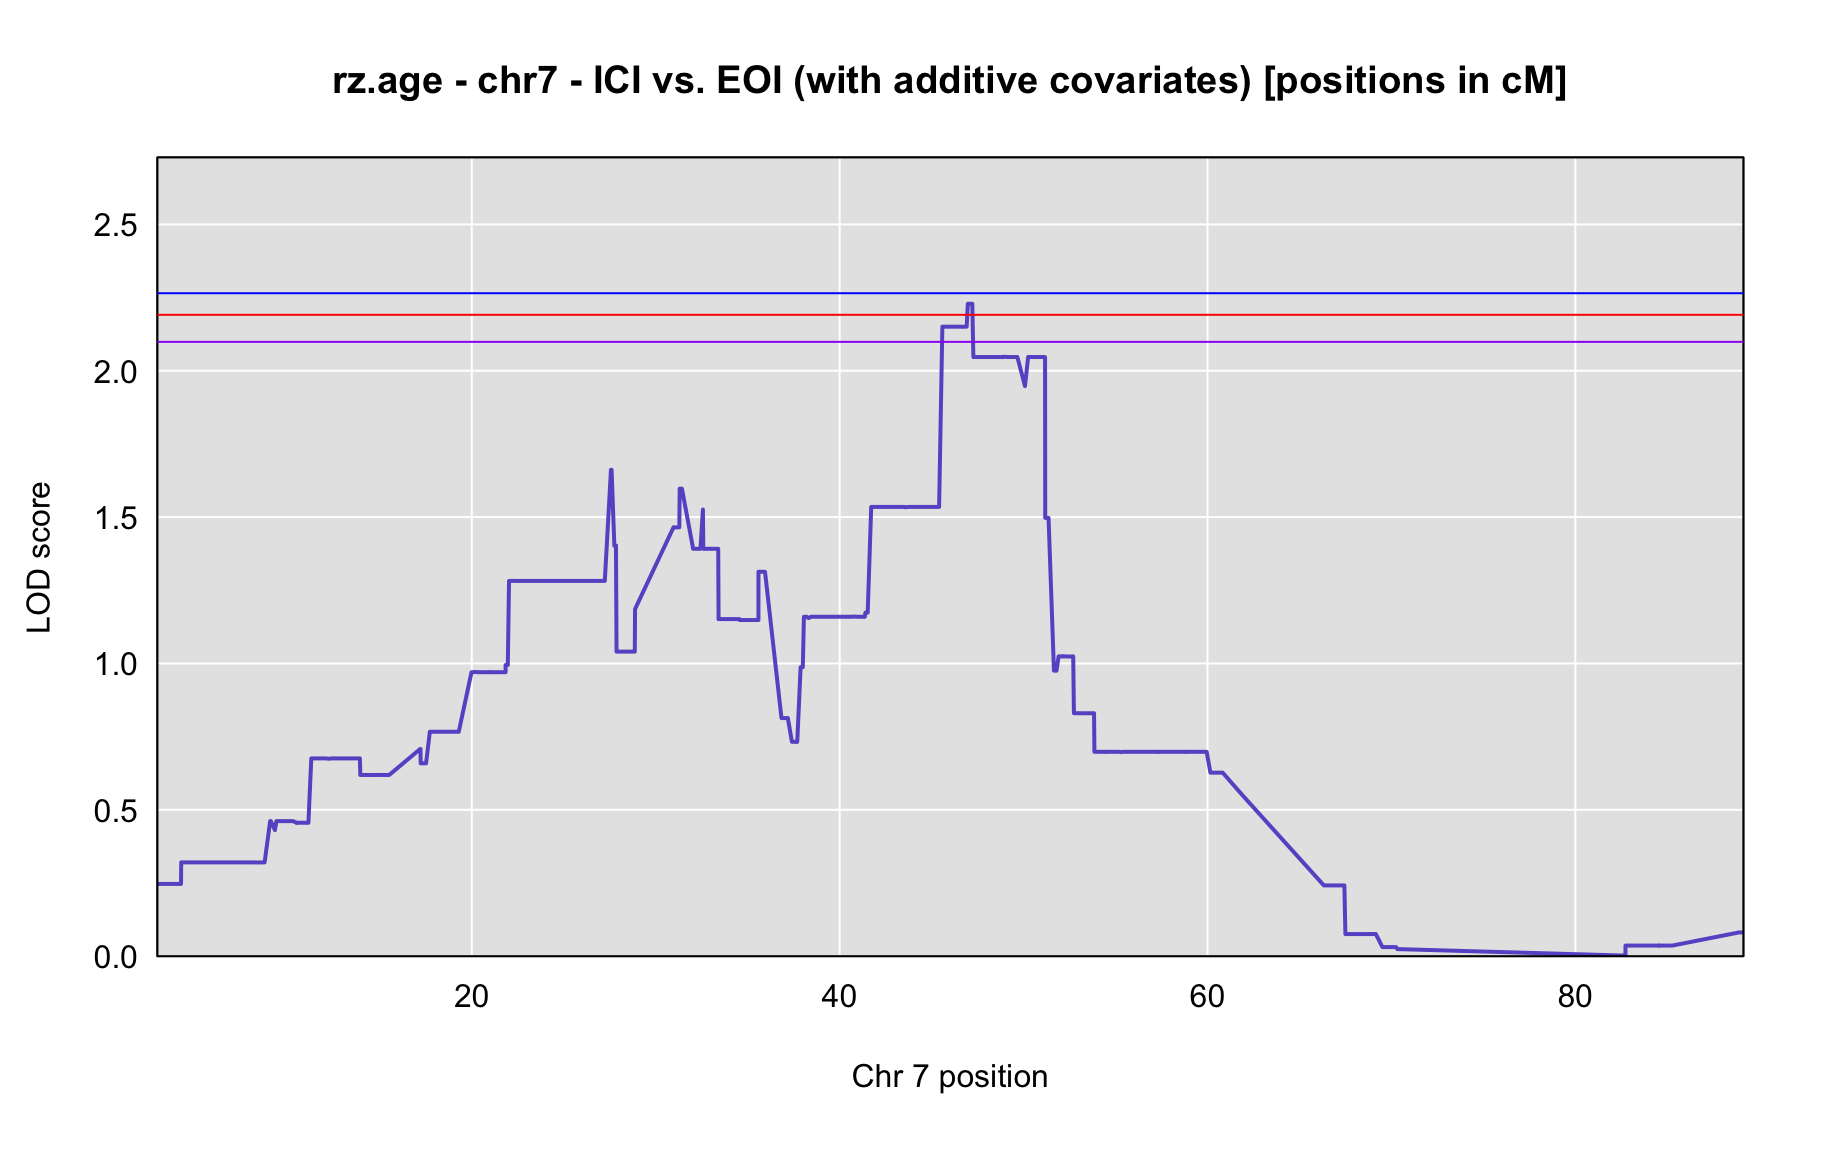 rz.age - chr7 - ICI vs. EOI (with additive covariates) [positions in cM]
2.5
2.0
1.5
1.0
0.5
0.0
LOD score
20 40 60 80
Chr 7 position